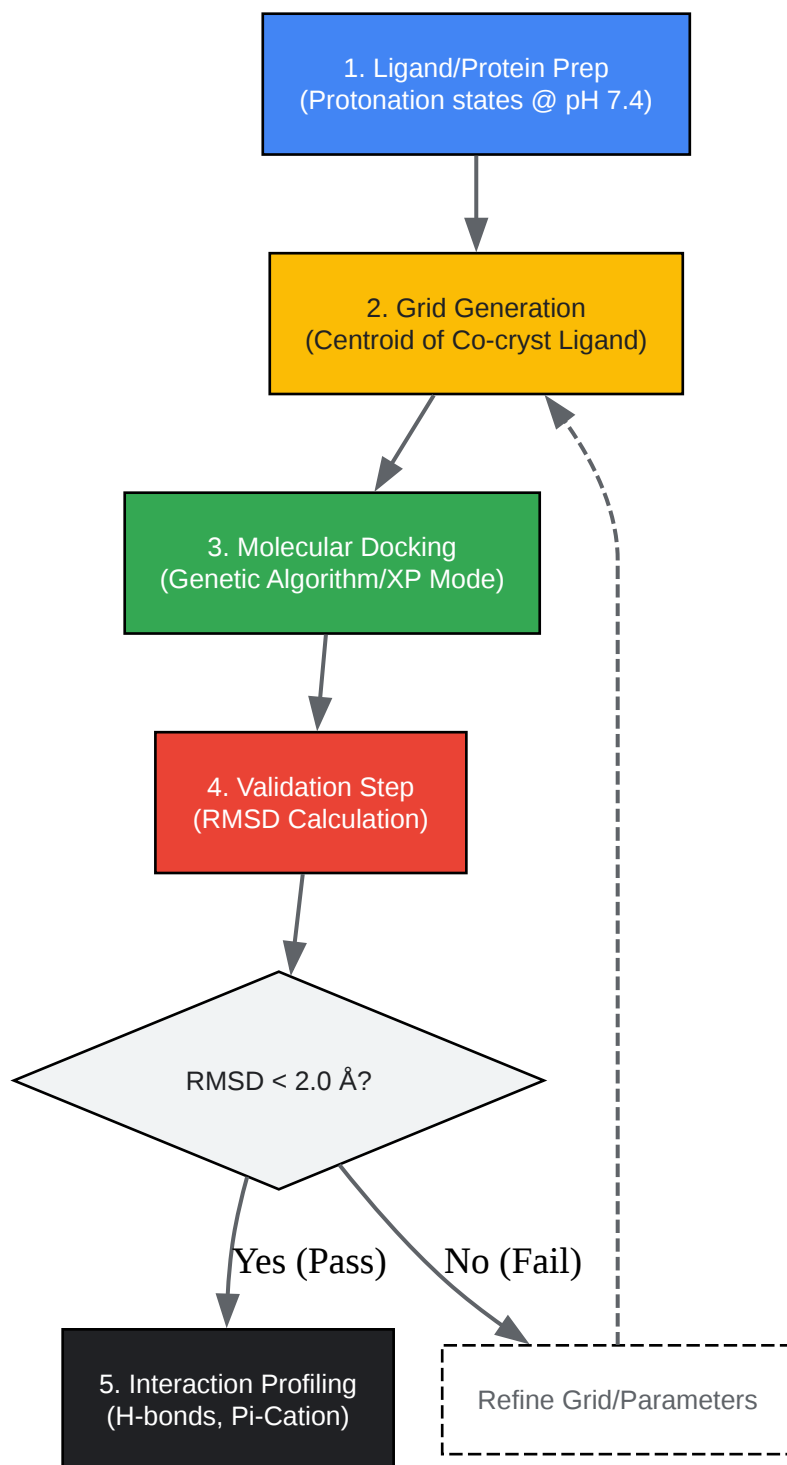 1. Ligand/Protein Prep
(Protonation states @ pH 7.4)
2. Grid Generation
(Centroid of Co-cryst Ligand)
3. Molecular Docking
(Genetic Algorithm/XP Mode)
4. Validation Step
(RMSD Calculation)
RMSD < 2.0 Å?
Yes (Pass)
No (Fail)
5. Interaction Profiling
(H-bonds, Pi-Cation)
Refine Grid/Parameters